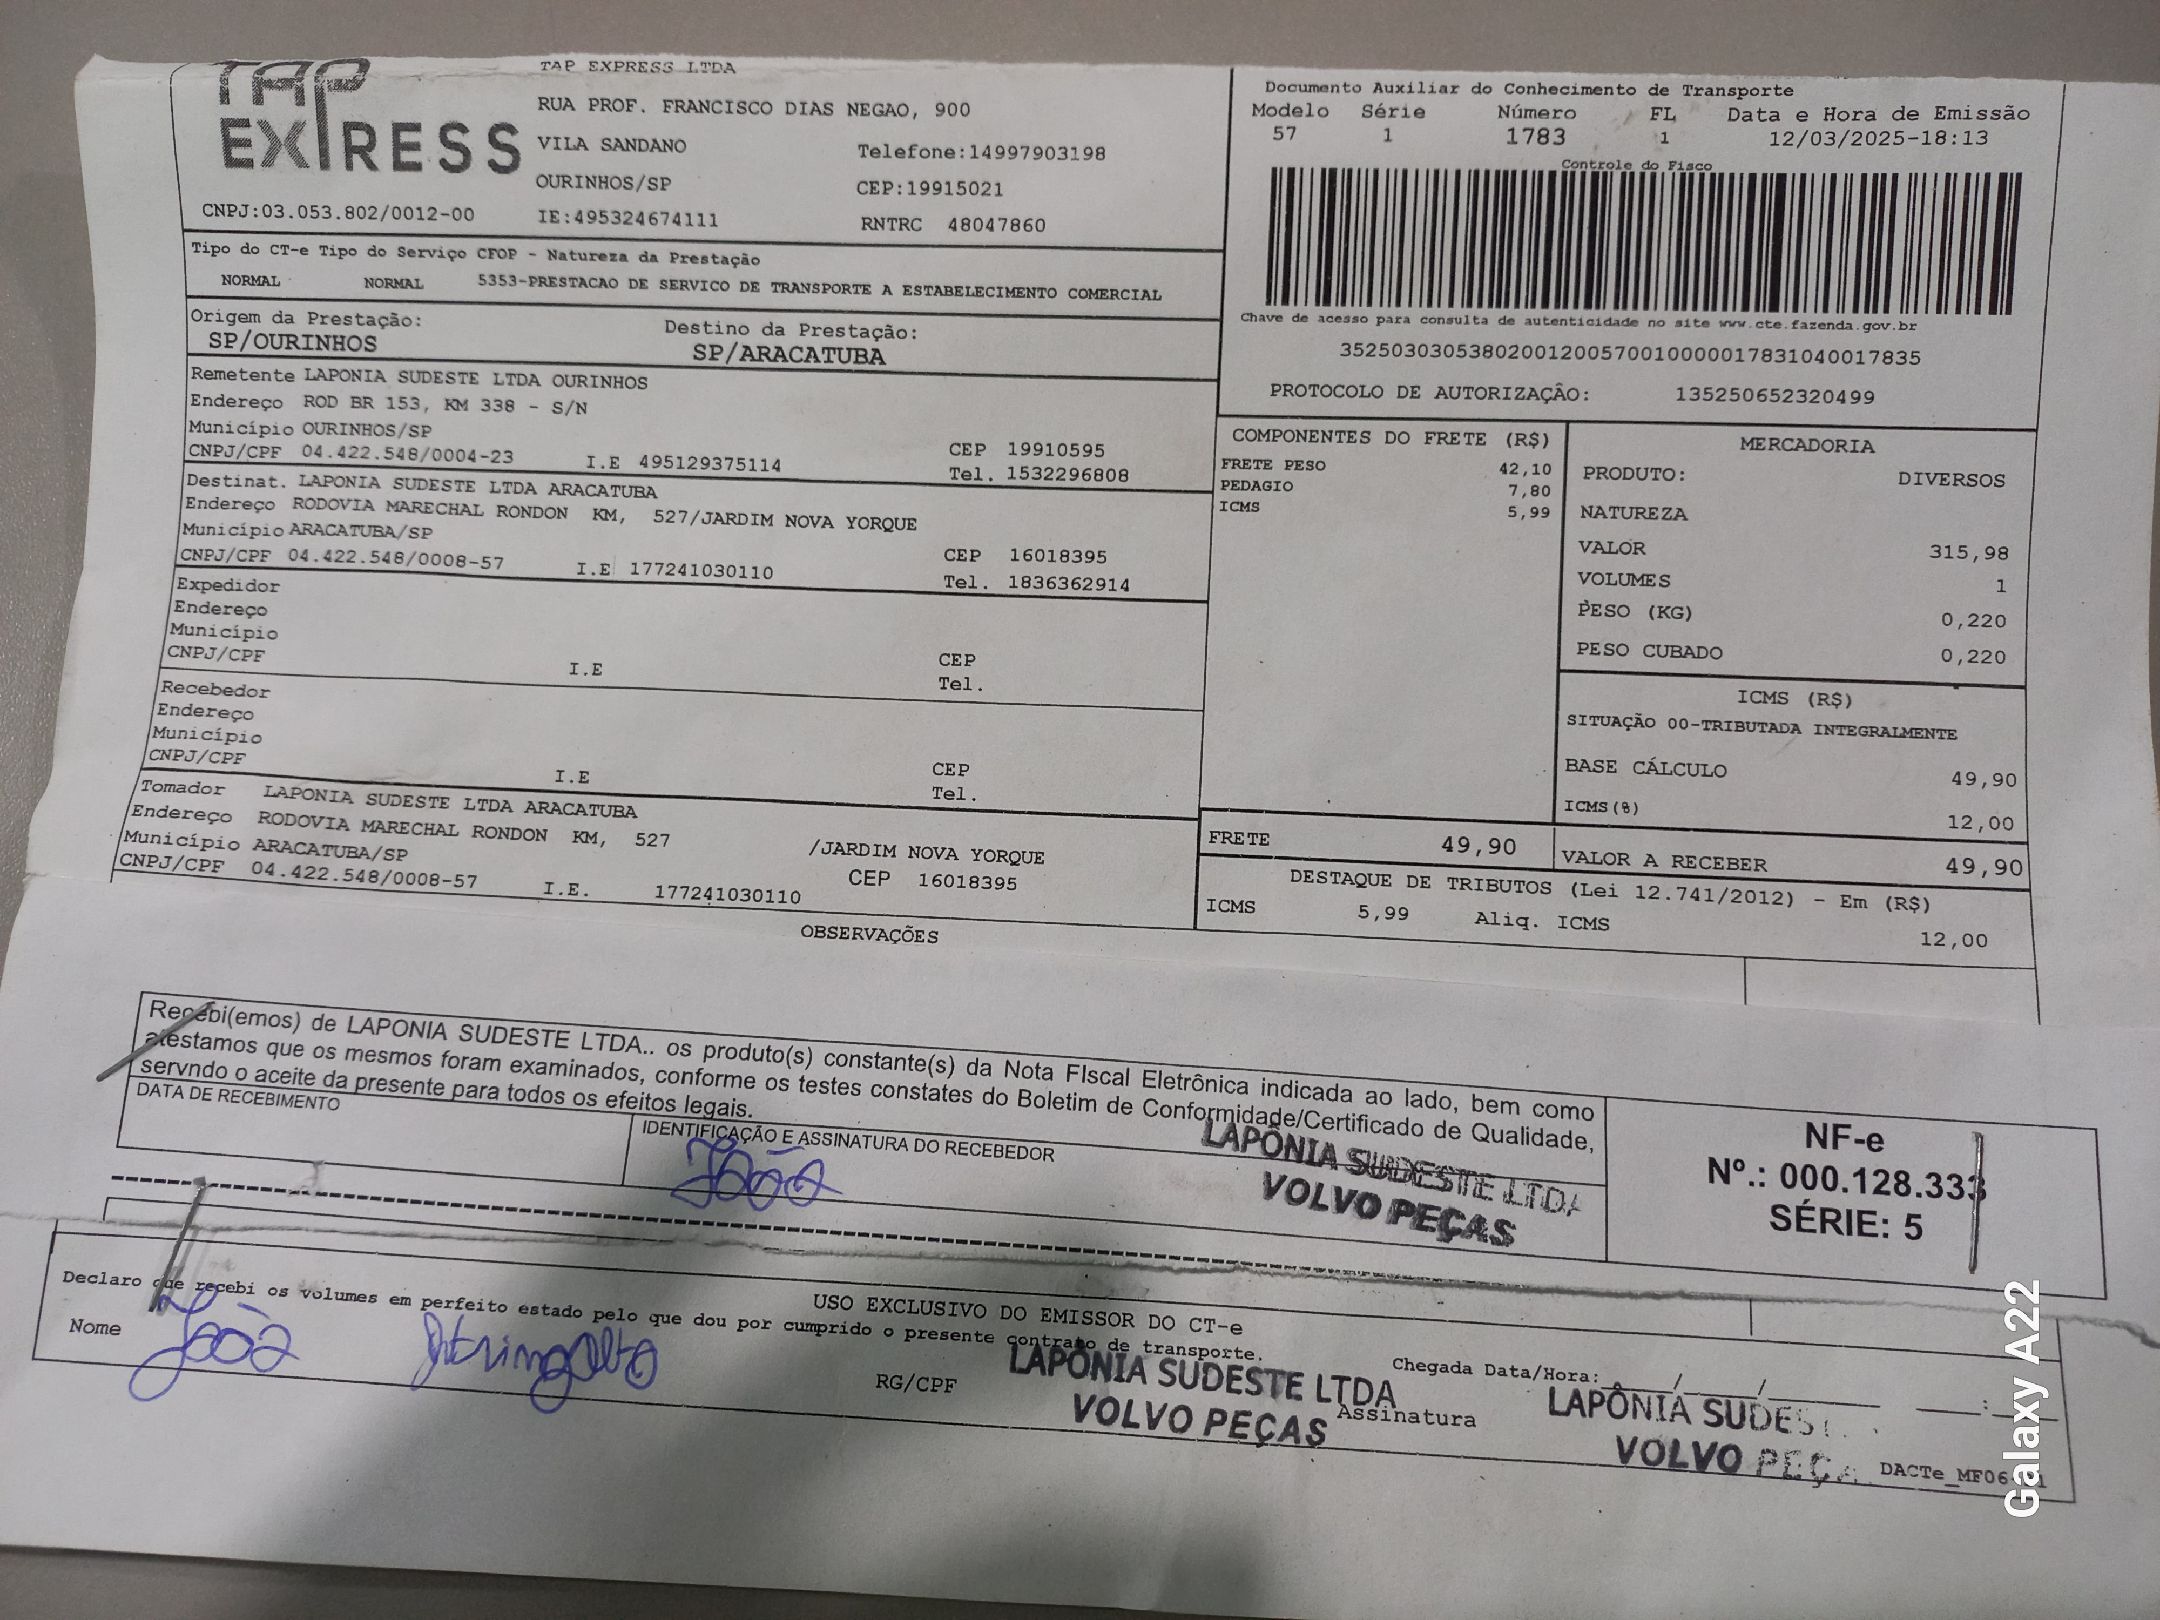 TAP
EXPRESS
TAP EXPRESS LTDA
RUA PROF. FRANCISCO DIAS NEGAO, 900
VILA SANDANO Telefone:14997903198
OURINHOS/SP CEP:19915021
CNPJ:03.053.802/0012-00 IE:495324674111 RNTRC 48047860
Documento Auxiliar do Conhecimento de Transporte
Modelo Série Número FL Data e Hora de Emissão
57 1 1783 1 12/03/2025-18:13
Controle do Fisco
Chave de acesso para consulta de autenticidade no site www.cte.fazenda.gov.br
35250303053802001200570010000017831040017835
PROTOCOLO DE AUTORIZAÇÃO: 135250652320499
Tipo do CT-e Tipo do Serviço CFOP - Natureza da Prestação
NORMAL NORMAL 5353-PRESTACAO DE SERVICO DE TRANSPORTE A ESTABELECIMENTO COMERCIAL
Origem da Prestação: Destino da Prestação:
SP/OURINHOS SP/ARACATUBA
Remetente LAPONIA SUDESTE LTDA OURINHOS
Endereço ROD BR 153, KM 338 - S/N
Município OURINHOS/SP CEP 19910595
CNPJ/CPF 04.422.548/0004-23 I.E 495129375114 Tel. 1532296808
Destinat. LAPONIA SUDESTE LTDA ARACATUBA
Endereço RODOVIA MARECHAL RONDON KM, 527/JARDIM NOVA YORQUE
Município ARACATUBA/SP CEP 16018395
CNPJ/CPF 04.422.548/0008-57 I.E 177241030110 Tel. 1836362914
Expedidor
Endereço
Município CEP
CNPJ/CPF I.E Tel.
Recebedor
Endereço
Município CEP
CNPJ/CPF I.E Tel.
Tomador LAPONIA SUDESTE LTDA ARACATUBA
Endereço RODOVIA MARECHAL RONDON KM, 527 /JARDIM NOVA YORQUE
Município ARACATUBA/SP CEP 16018395
CNPJ/CPF 04.422.548/0008-57 I.E. 177241030110
COMPONENTES DO FRETE (R$)
FRETE PESO 42,10
PEDAGIO 7,80
ICMS 5,99
MERCADORIA
PRODUTO: DIVERSOS
NATUREZA
VALOR 315,98
VOLUMES 1
PESO (KG) 0,220
PESO CUBADO 0,220
ICMS (R$)
SITUAÇÃO 00-TRIBUTADA INTEGRALMENTE
BASE CÁLCULO 49,90
ICMS(%) 12,00
FRETE 49,90 VALOR A RECEBER 49,90
DESTAQUE DE TRIBUTOS (Lei 12.741/2012) - Em (R$)
ICMS 5,99 Aliq. ICMS 12,00
OBSERVAÇÕES
Recebi(emos) de LAPONIA SUDESTE LTDA.. os produto(s) constante(s) da Nota FIscal Eletrônica indicada ao lado, bem como
atestamos que os mesmos foram examinados, conforme os testes constates do Boletim de Conformidade/Certificado de Qualidade,
servndo o aceite da presente para todos os efeitos legais.
DATA DE RECEBIMENTO IDENTIFICAÇÃO E ASSINATURA DO RECEBEDOR
João
LAPÔNIA SUDESTE LTDA
VOLVO PEÇAS
NF-e
Nº.: 000.128.333
SÉRIE: 5
USO EXCLUSIVO DO EMISSOR DO CT-e
Declaro que recebi os volumes em perfeito estado pelo que dou por cumprido o presente contrato de transporte.
Nome João RG/CPF Assinatura
Chegada Data/Hora: / / :
LAPÔNIA SUDESTE LTDA
VOLVO PEÇAS
LAPÔNIA SUDES
VOLVO PEÇA
DACTe_MF06
Galaxy A22